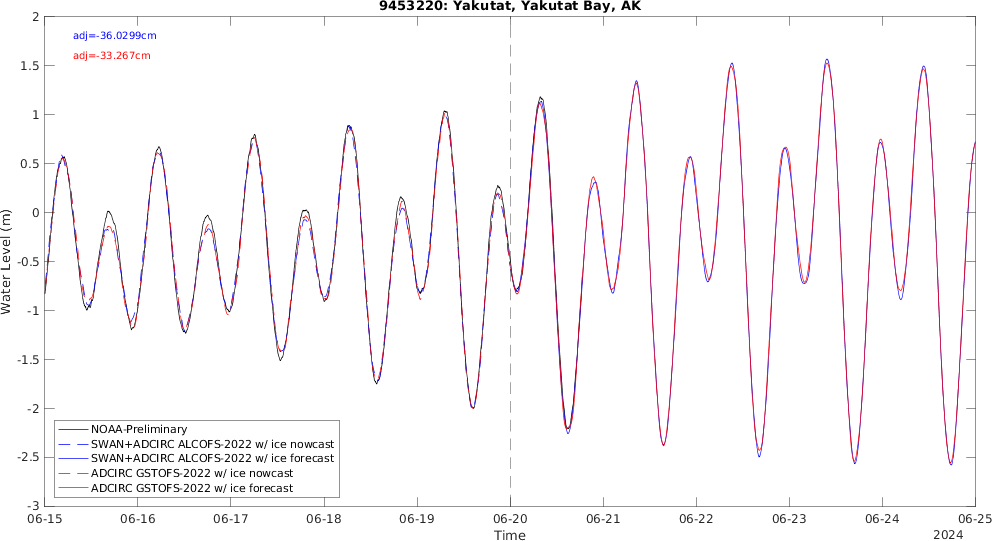 9453220: Yakutat, Yakutat Bay, AK
adj=-36.0299cm
adj=-33.267cm
2
1.5
1
0.5
0
-0.5
-1
-1.5
-2
-2.5
-3
Water Level (m)
NOAA-Preliminary
SWAN+ADCIRC ALCOFS-2022 w/ ice nowcast
SWAN+ADCIRC ALCOFS-2022 w/ ice forecast
ADCIRC GSTOFS-2022 w/ ice nowcast
ADCIRC GSTOFS-2022 w/ ice forecast
06-15 06-16 06-17 06-18 06-19 06-20 06-21 06-22 06-23 06-24 06-25
Time
2024